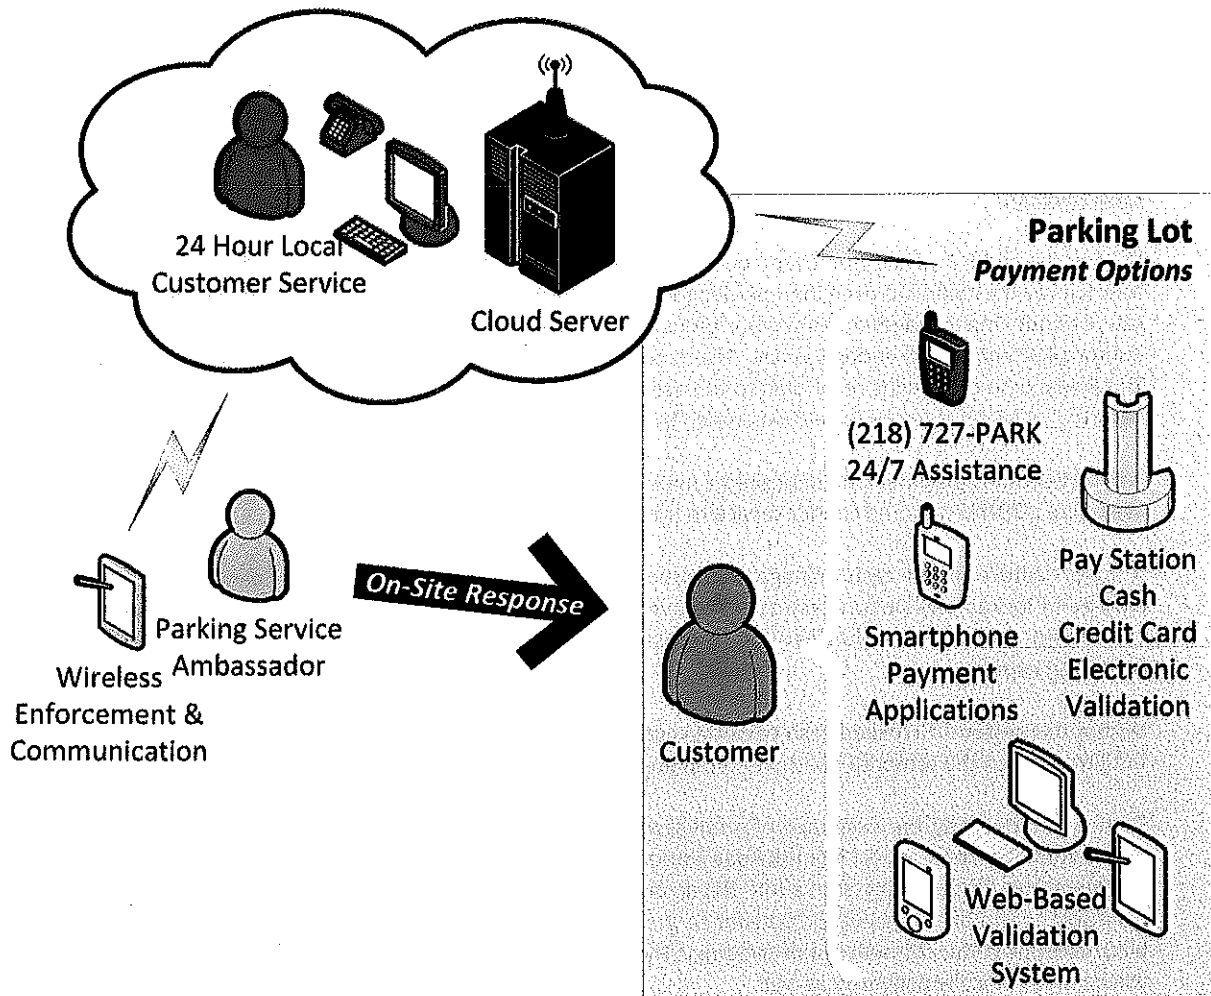 24 Hour Local
Customer Service
Cloud Server
Parking Lot
Payment Options
(218) 727-PARK
24/7 Assistance
Pay Station
Cash
Credit Card
Electronic
Validation
Smartphone
Payment
Applications
On-Site Response
Parking Service
Ambassador
Wireless
Enforcement &
Communication
Customer
Web-Based
Validation
System